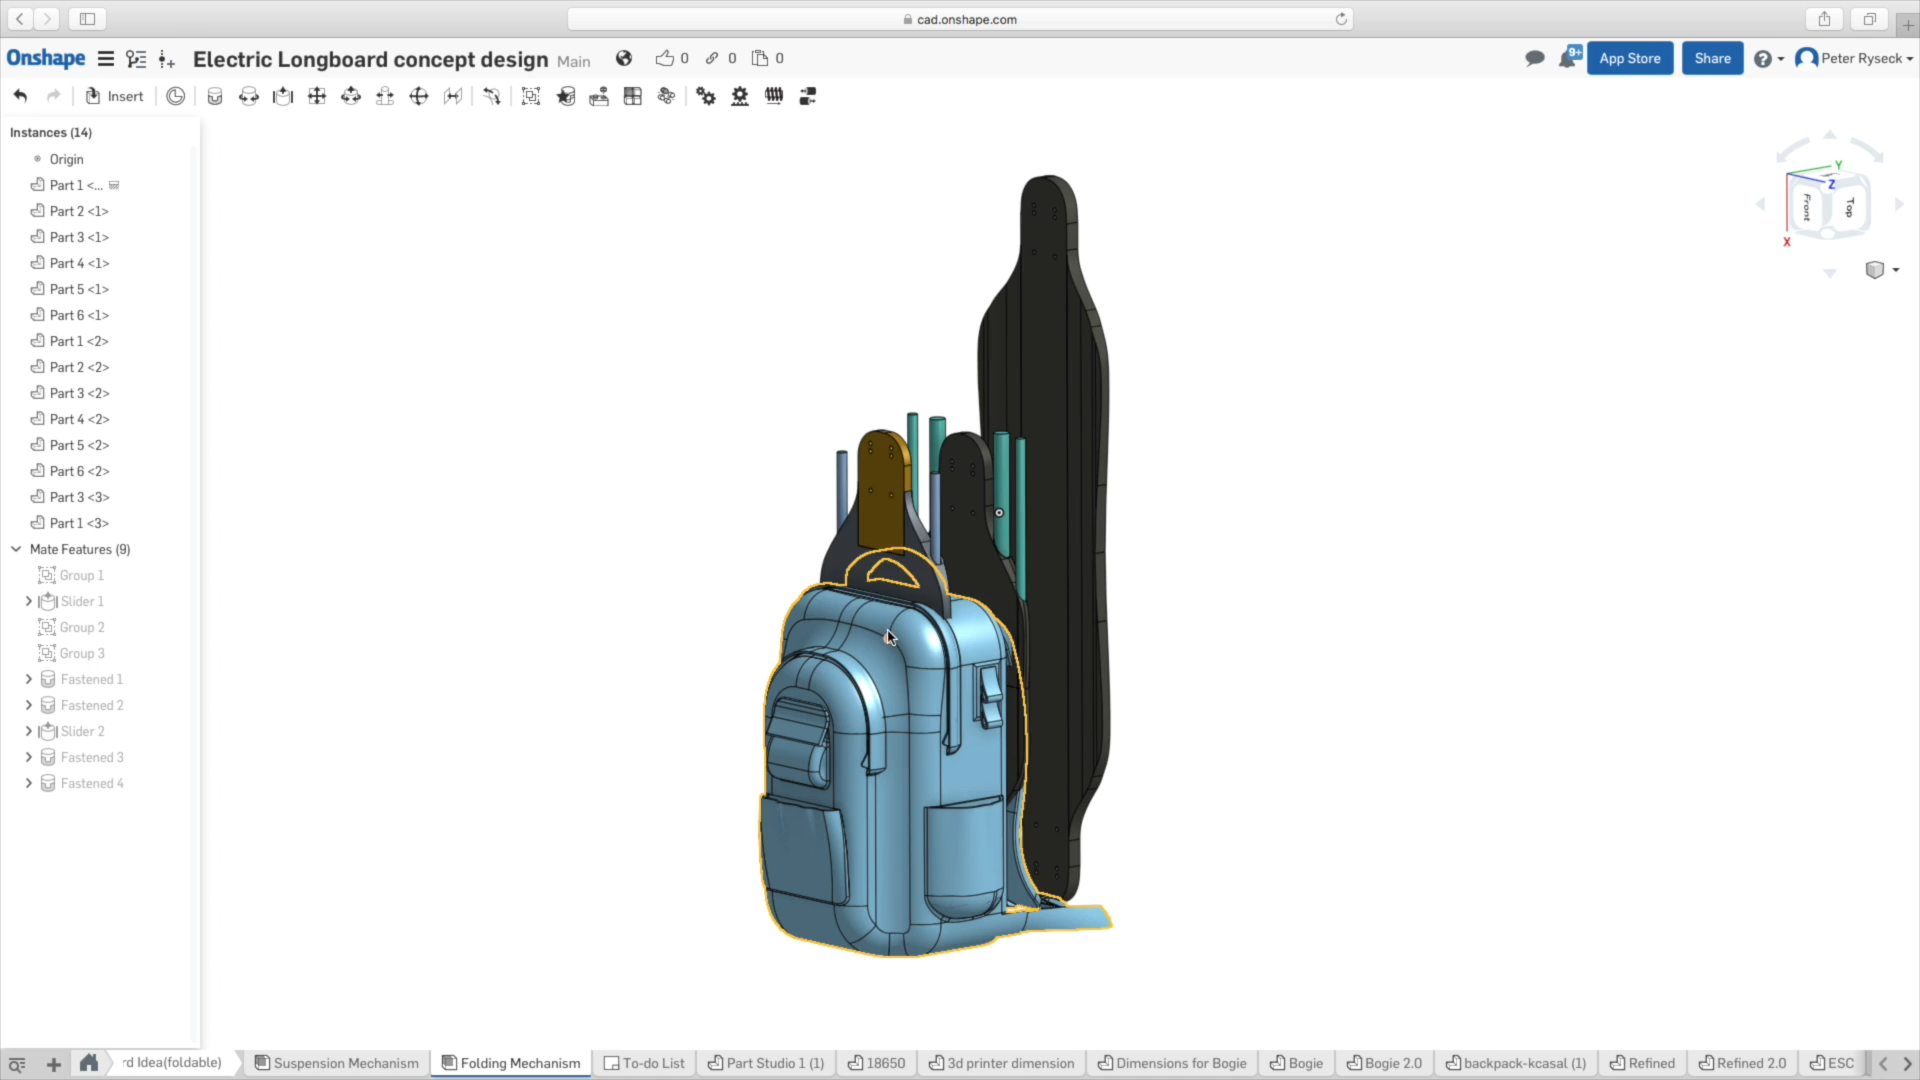 cad.onshape.com
Onshape Electric Longboard concept design Main 0 0 0 9+ App Store Share Peter Ryseck
Insert
Instances (14)
Origin
Part 1 <...
Part 2 <1>
Part 3 <1>
Part 4 <1>
Part 5 <1>
Part 6 <1>
Part 1 <2>
Part 2 <2>
Part 3 <2>
Part 4 <2>
Part 5 <2>
Part 6 <2>
Part 3 <3>
Part 1 <3>
Mate Features (9)
Group 1
Slider 1
Group 2
Group 3
Fastened 1
Fastened 2
Slider 2
Fastened 3
Fastened 4
Y
Z
Front Top
X
rd Idea(foldable) Suspension Mechanism Folding Mechanism To-do List Part Studio 1 (1) 18650 3d printer dimension Dimensions for Bogie Bogie Bogie 2.0 backpack-kcasal (1) Refined Refined 2.0 ESC